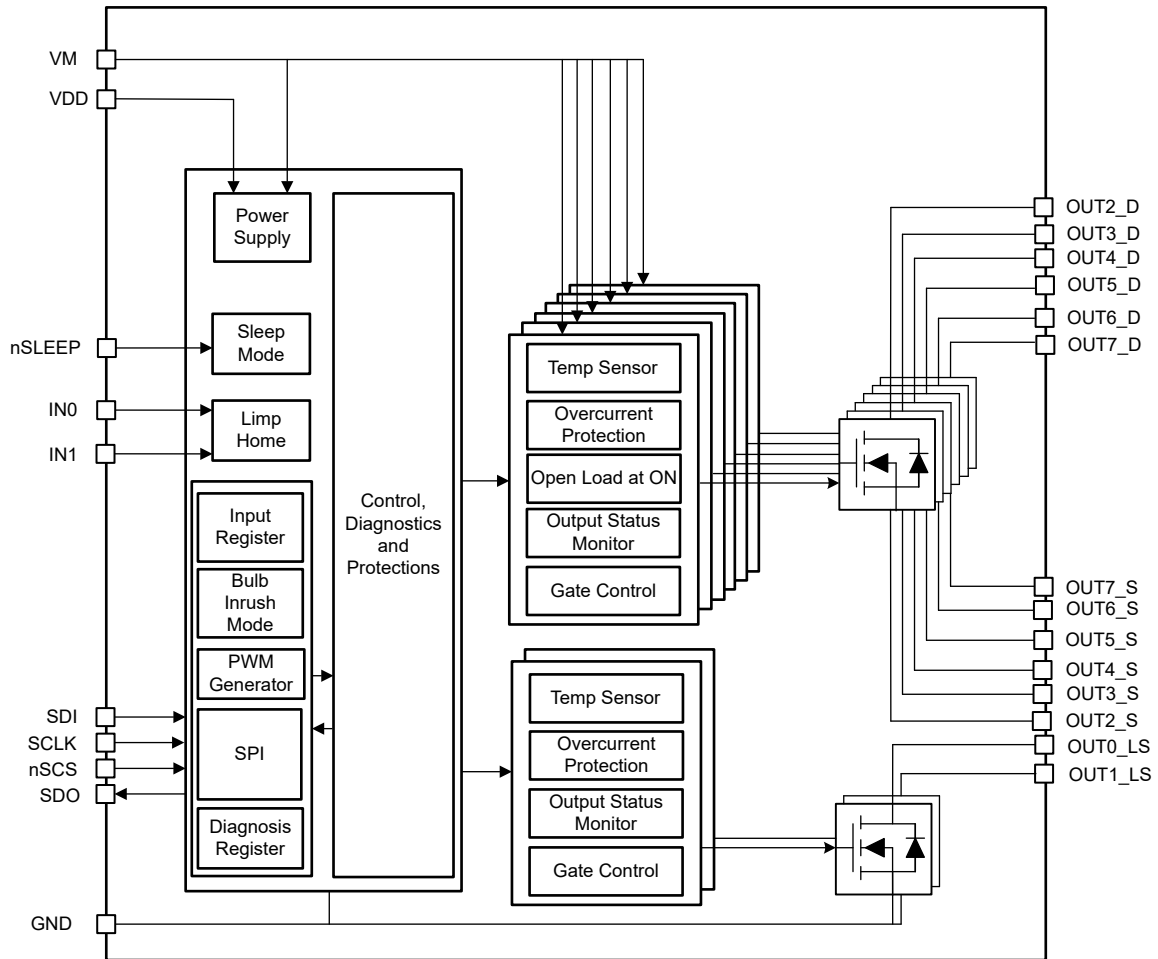 VM
VDD
nSLEEP
IN0
IN1
SDI
SCLK
nSCS
SDO
GND
Power
Supply
Sleep
Mode
Limp
Home
Input
Register
Bulb
Inrush
Mode
PWM
Generator
SPI
Diagnosis
Register
Control,
Diagnostics
and
Protections
Temp Sensor
Overcurrent
Protection
Open Load at ON
Output Status
Monitor
Gate Control
Temp Sensor
Overcurrent
Protection
Output Status
Monitor
Gate Control
OUT2_D
OUT3_D
OUT4_D
OUT5_D
OUT6_D
OUT7_D
OUT7_S
OUT6_S
OUT5_S
OUT4_S
OUT3_S
OUT2_S
OUT0_LS
OUT1_LS